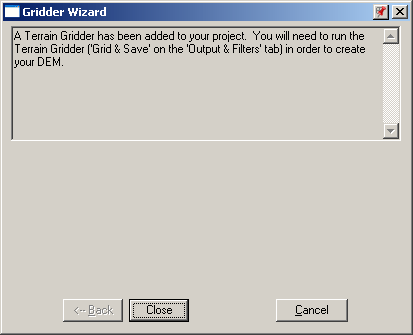 Gridder Wizard
A Terrain Gridder has been added to your project.  You will need to run the
Terrain Gridder ('Grid & Save' on the 'Output & Filters' tab) in order to create
your DEM.
<-- Back
Close
Cancel